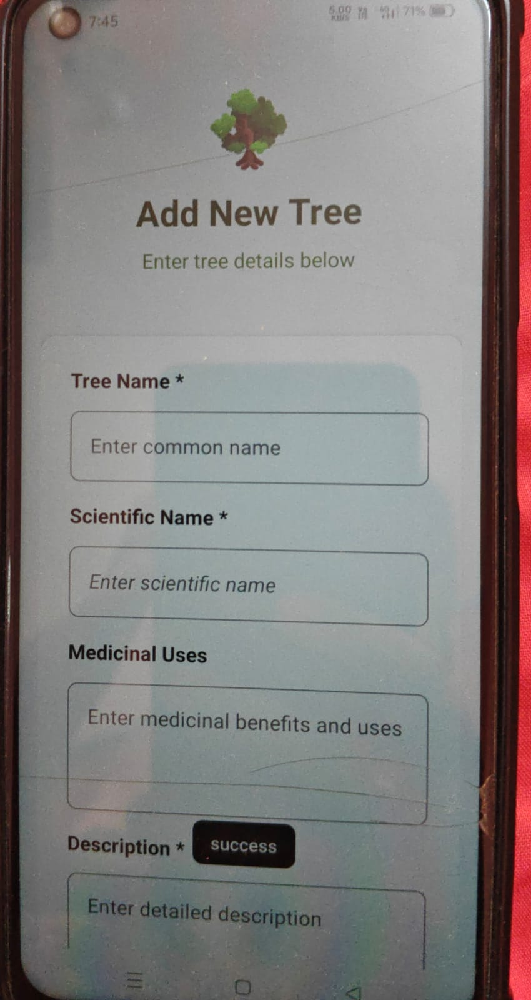 7:45
5.00 KB/S 71%
Add New Tree
Enter tree details below
Tree Name *
Enter common name
Scientific Name *
Enter scientific name
Medicinal Uses
Enter medicinal benefits and uses
Description *
success
Enter detailed description